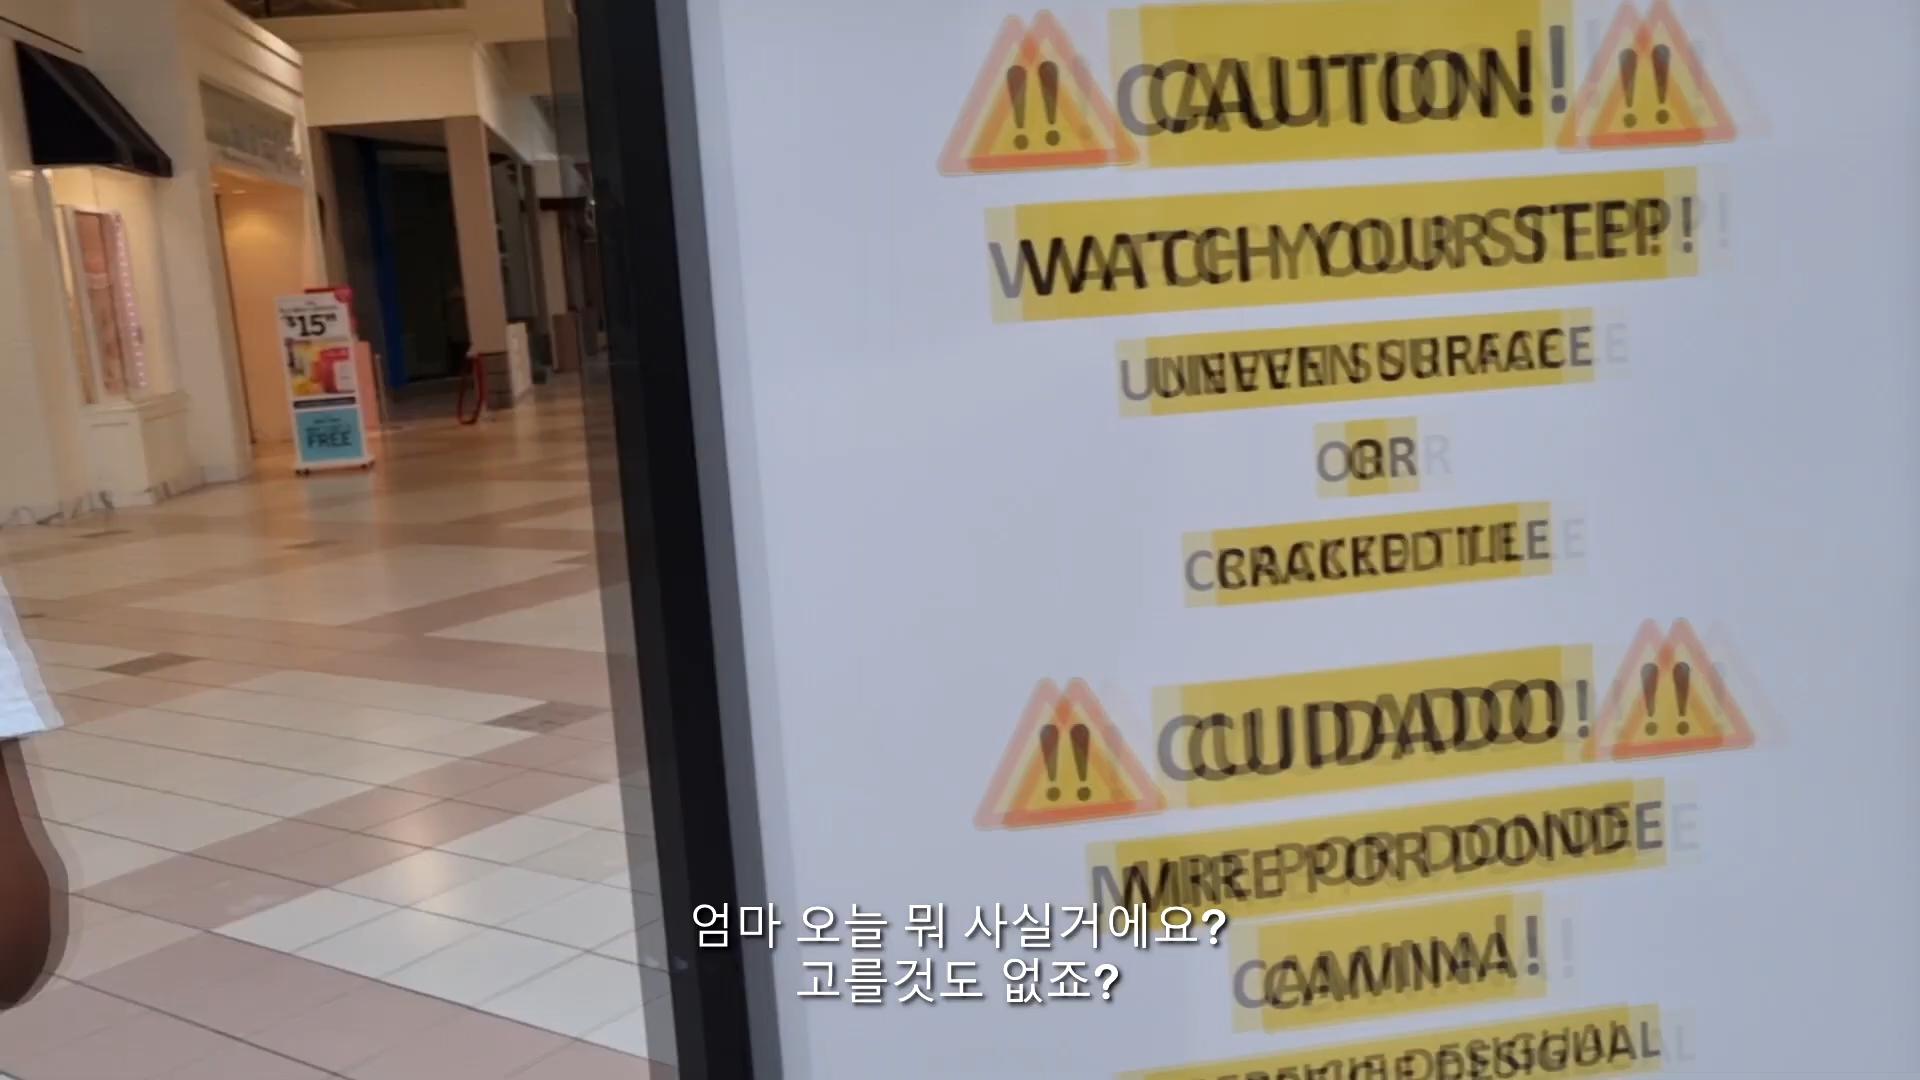 CAUTION!
WATCH YOUR STEP!
UNEVEN SURFACE
OR
CRACKED TILE
CUIDADO!
MIRE POR DONDE
CAMINA!
DESIGUAL
$15
FREE
엄마 오늘 뭐 사실거에요?
고를것도 없죠?